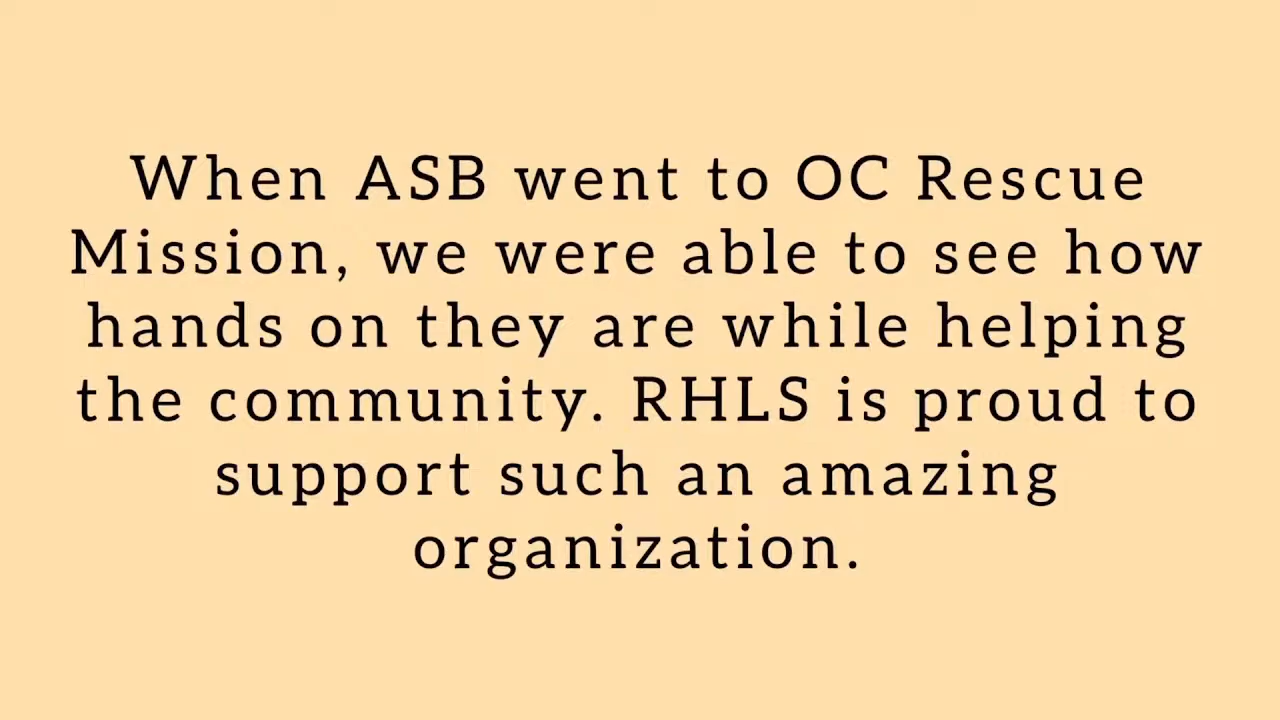 When ASB went to OC Rescue
Mission, we were able to see how
hands on they are while helping
the community. RHLS is proud to
support such an amazing
organization.